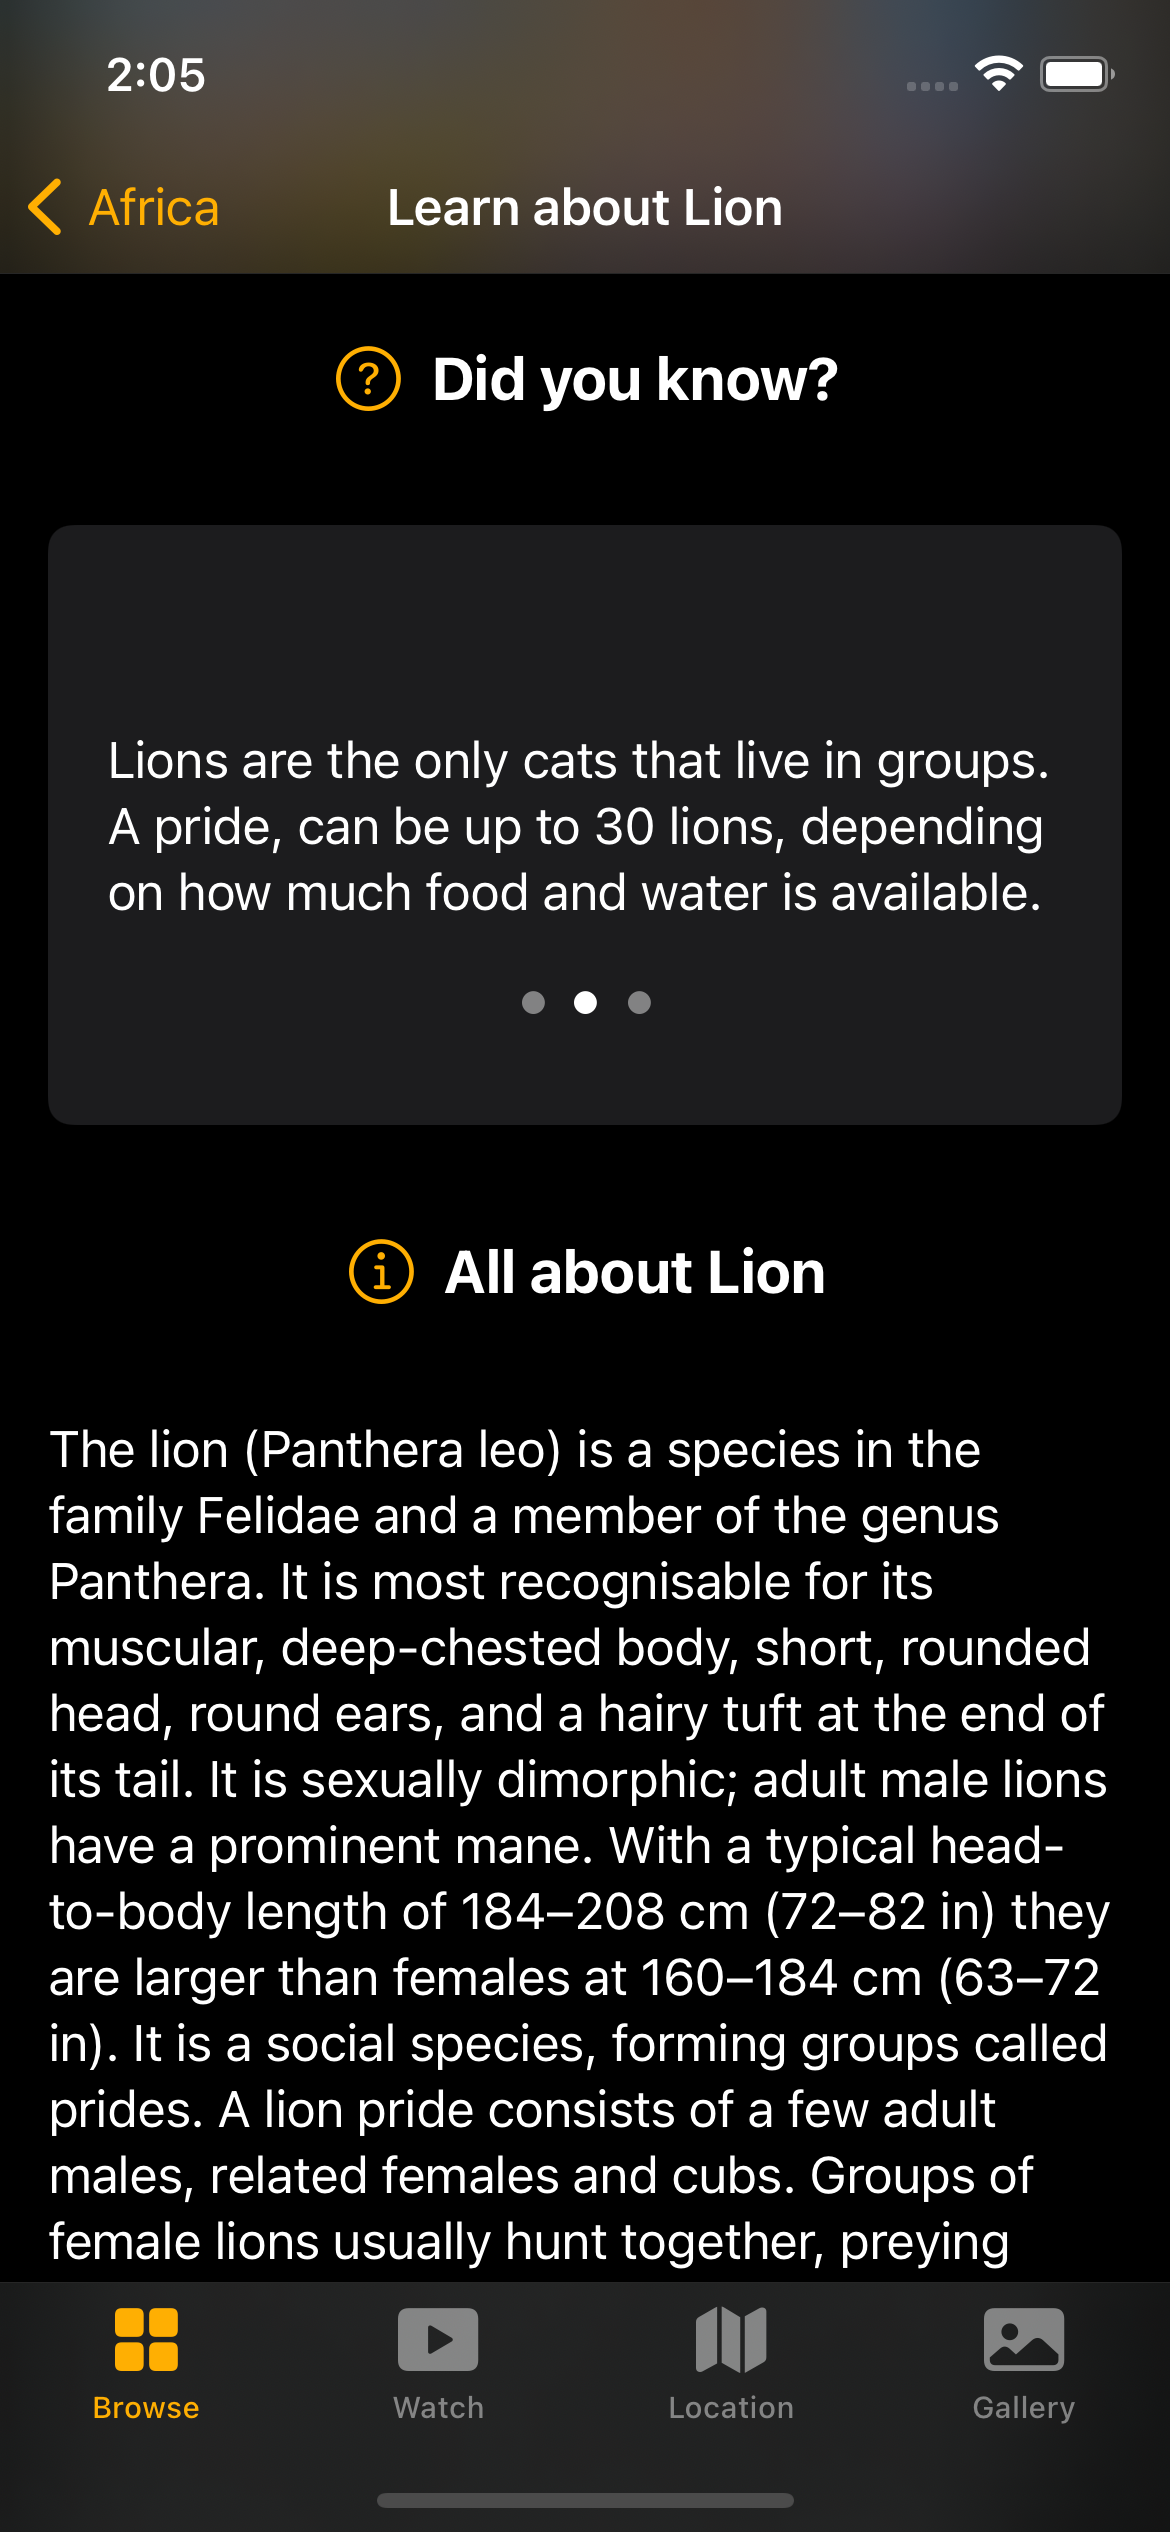 2:05
Africa
Learn about Lion
Did you know?
Lions are the only cats that live in groups.
A pride, can be up to 30 lions, depending
on how much food and water is available.
All about Lion
The lion (Panthera leo) is a species in the
family Felidae and a member of the genus
Panthera. It is most recognisable for its
muscular, deep-chested body, short, rounded
head, round ears, and a hairy tuft at the end of
its tail. It is sexually dimorphic; adult male lions
have a prominent mane. With a typical head-
to-body length of 184–208 cm (72–82 in) they
are larger than females at 160–184 cm (63–72
in). It is a social species, forming groups called
prides. A lion pride consists of a few adult
males, related females and cubs. Groups of
female lions usually hunt together, preying
Browse
Watch
Location
Gallery